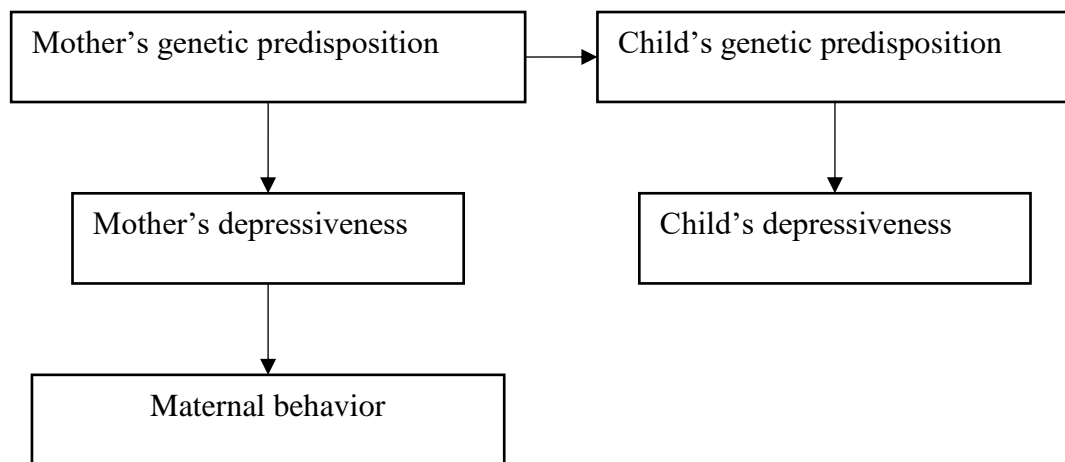 Mother’s genetic predisposition
Child’s genetic predisposition
Mother’s depressiveness
Child’s depressiveness
Maternal behavior